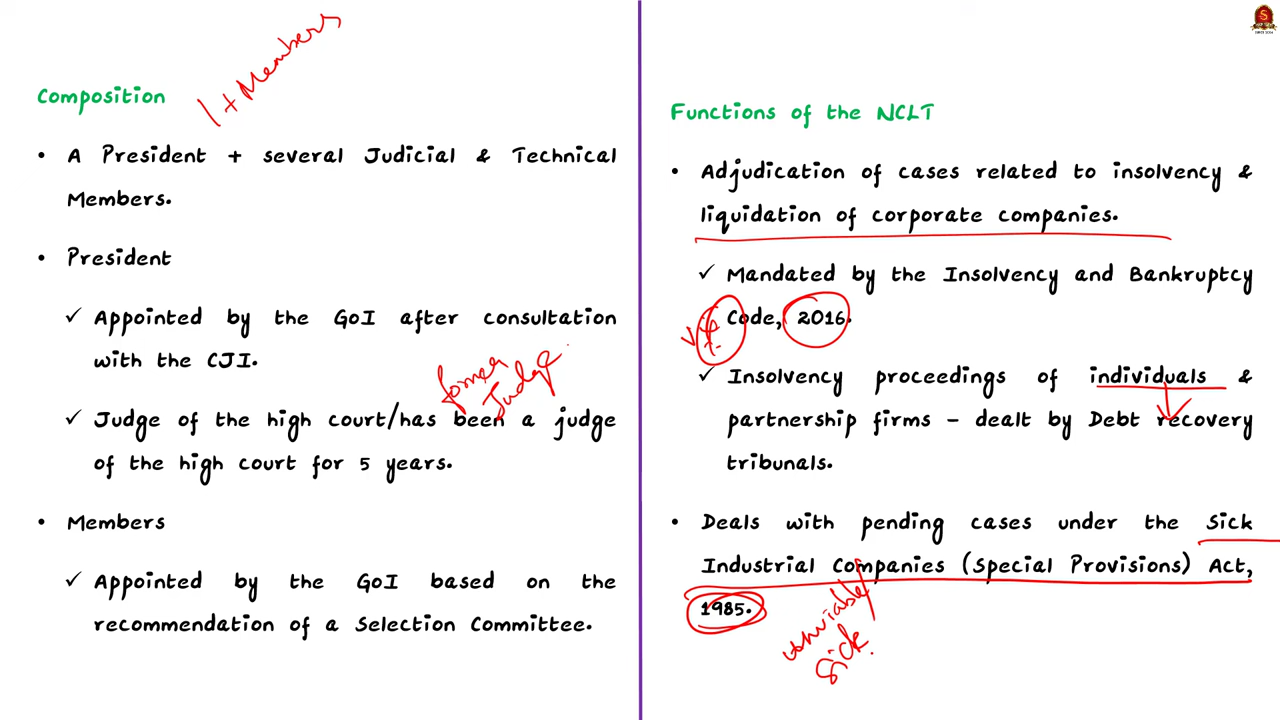 Composition
1 + Members
• A President + several Judicial & Technical
Members.
• President
✓ Appointed by the GoI after consultation
with the CJI.
former
Judge
✓ Judge of the high court/has been a judge
of the high court for 5 years.
• Members
✓ Appointed by the GoI based on the
recommendation of a Selection Committee.
Functions of the NCLT
• Adjudication of cases related to insolvency &
liquidation of corporate companies.
✓ Mandated by the Insolvency and Bankruptcy
Code, 2016.
✓ Insolvency proceedings of individuals &
partnership firms - dealt by Debt recovery
tribunals.
• Deals with pending cases under the Sick
Industrial Companies (Special Provisions) Act,
1985.
unviable/
sick.